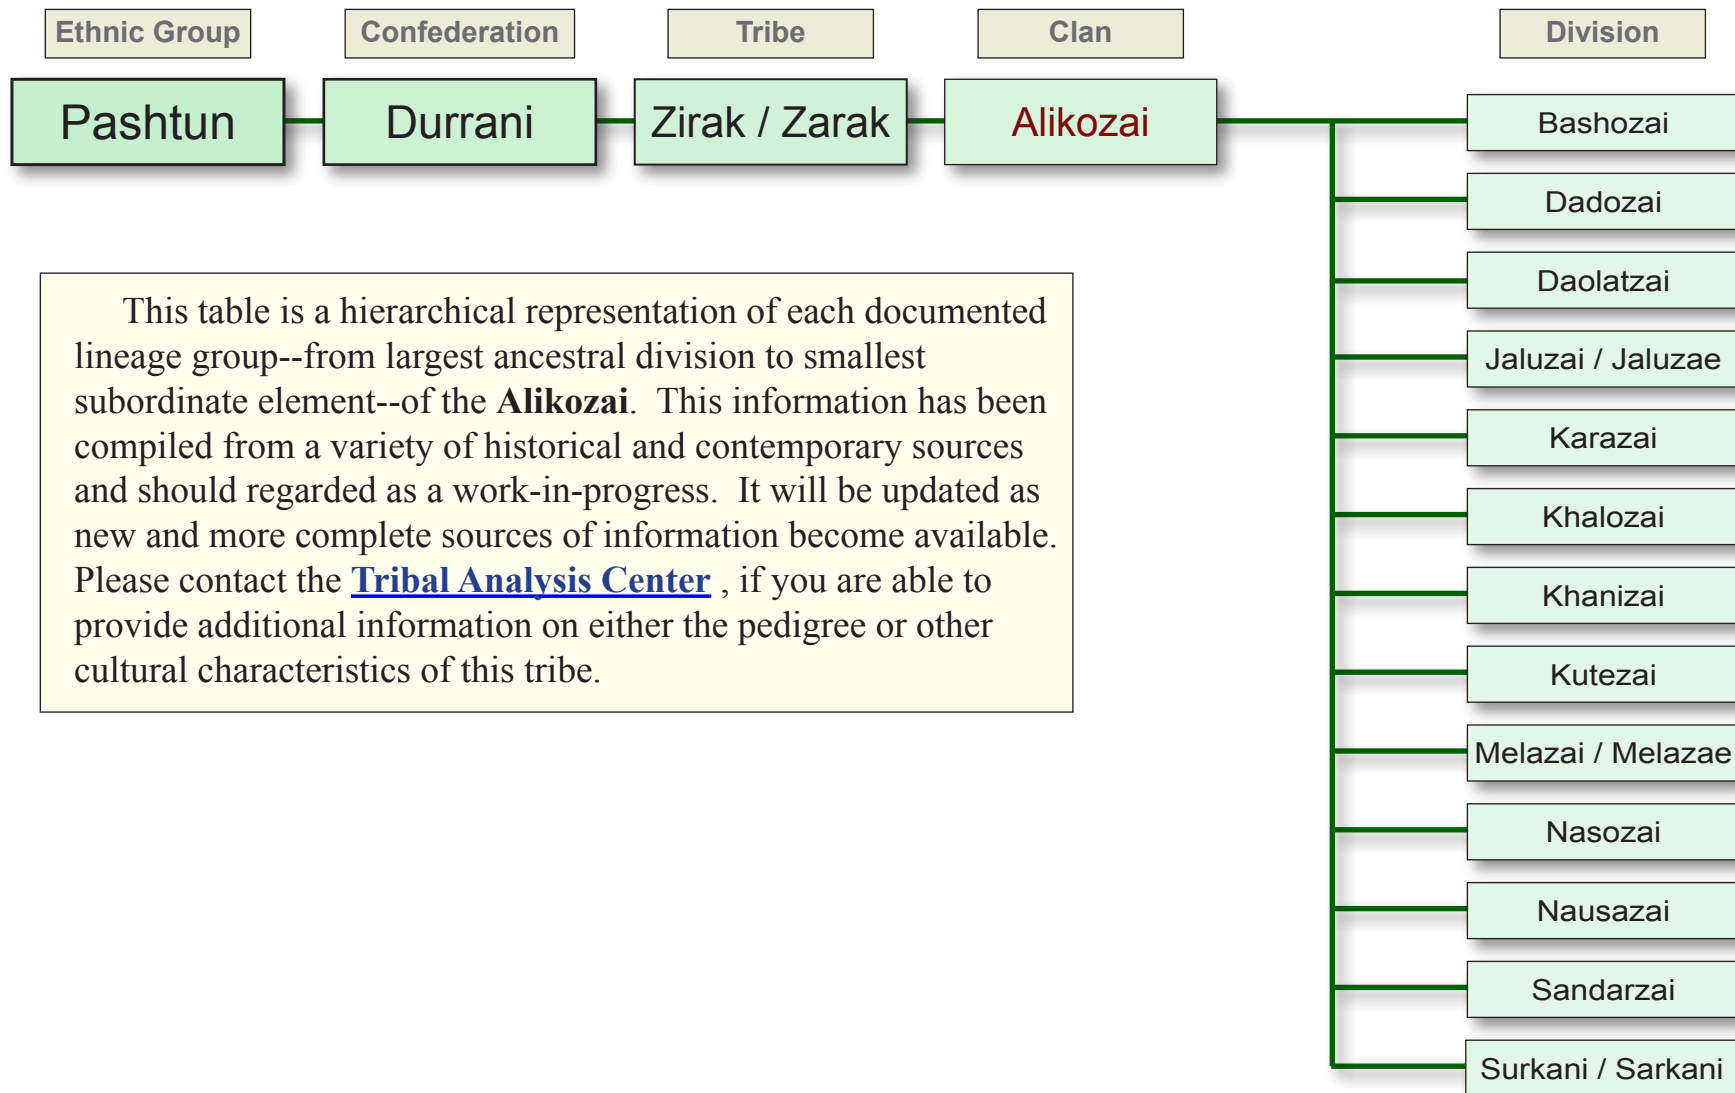 Ethnic Group
Confederation
Tribe
Clan
Division
Pashtun
Durrani
Zirak / Zarak
Alikozai
Bashozai
Dadozai
Daolatzai
Jaluzai / Jaluzae
Karazai
Khalozai
Khanizai
Kutezai
Melazai / Melazae
Nasozai
Nausazai
Sandarzai
Surkani / Sarkani
This table is a hierarchical representation of each documented
lineage group--from largest ancestral division to smallest
subordinate element--of the Alikozai.  This information has been
compiled from a variety of historical and contemporary sources
and should regarded as a work-in-progress.  It will be updated as
new and more complete sources of information become available.
Please contact the Tribal Analysis Center , if you are able to
provide additional information on either the pedigree or other
cultural characteristics of this tribe.